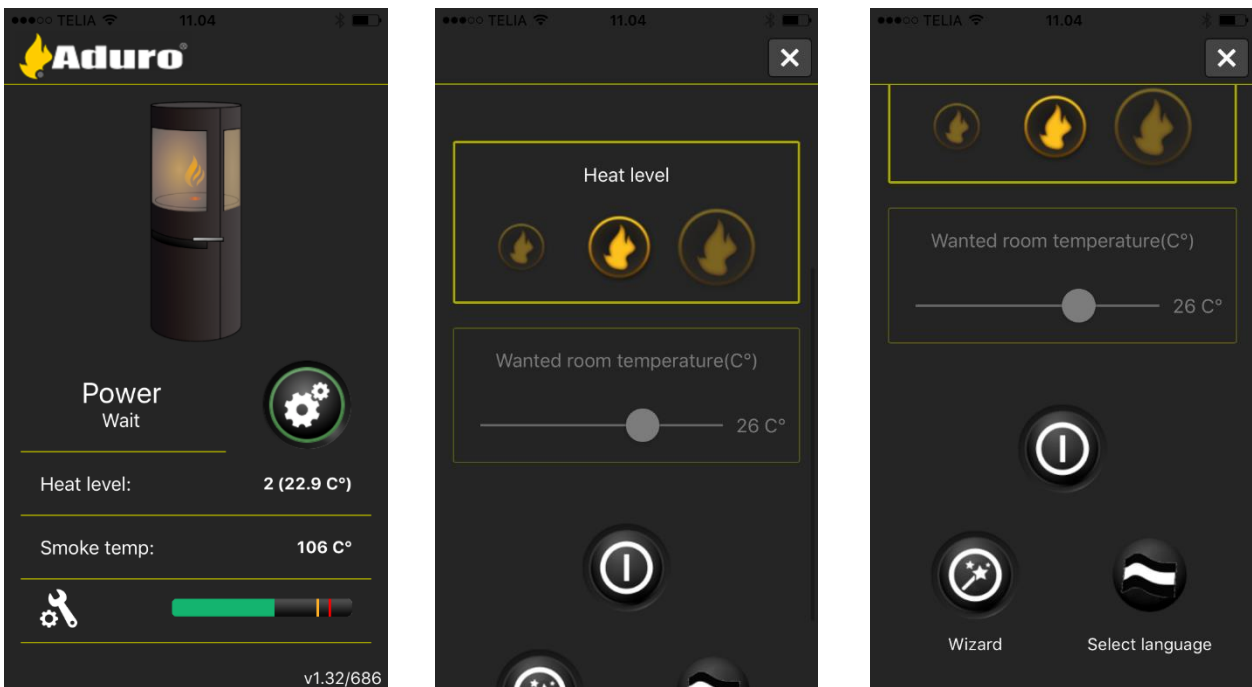 TELIA 11.04
Aduro®
Power
Wait
Heat level: 2 (22.9 C°)
Smoke temp: 106 C°
v1.32/686
TELIA 11.04
Heat level
Wanted room temperature(C°)
26 C°
TELIA 11.04
Wanted room temperature(C°)
26 C°
Wizard
Select language